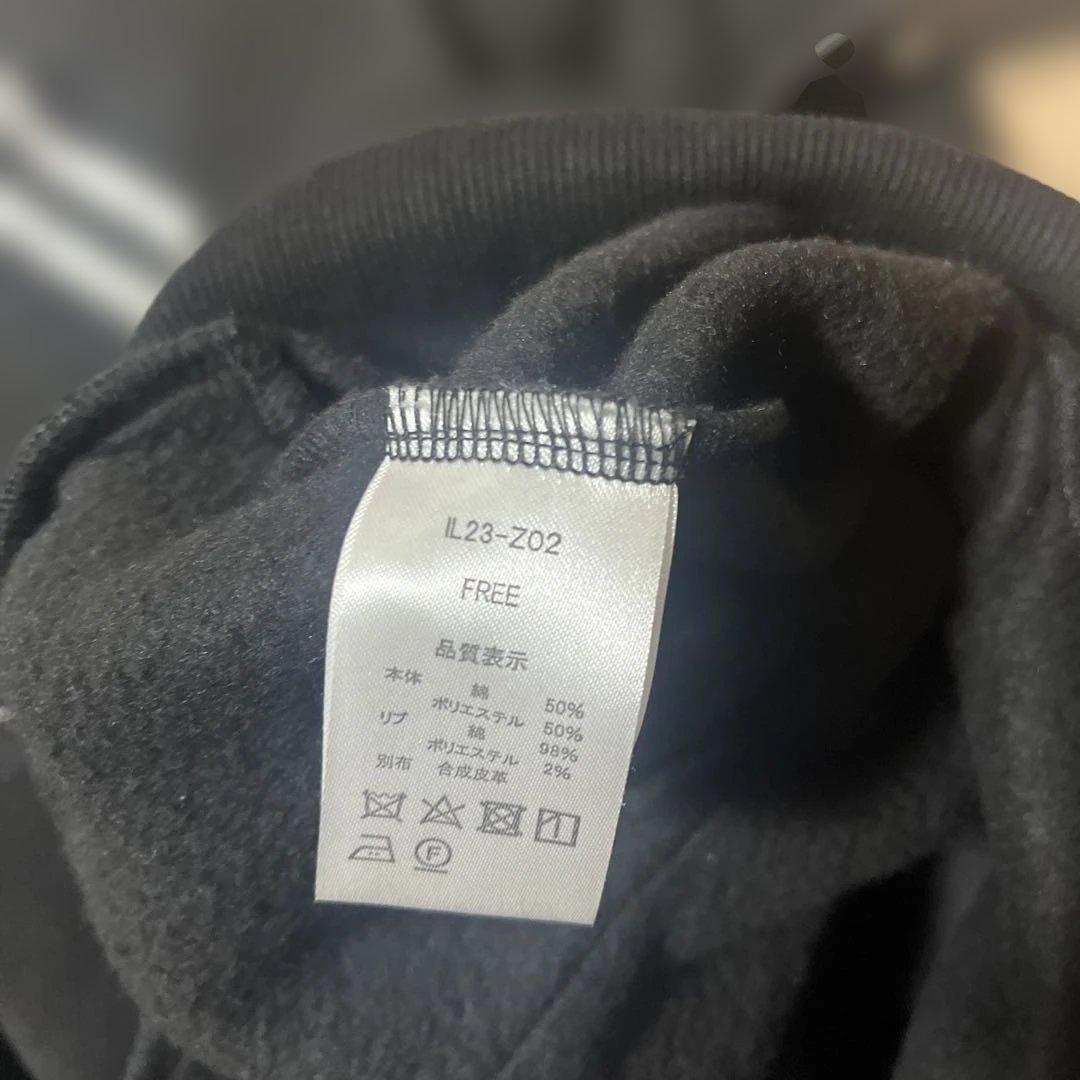 IL23-Z02
FREE
品質表示
本体 綿 50%
ポリエステル 50%
リブ 綿 98%
ポリエステル 2%
別布 合成皮革
F